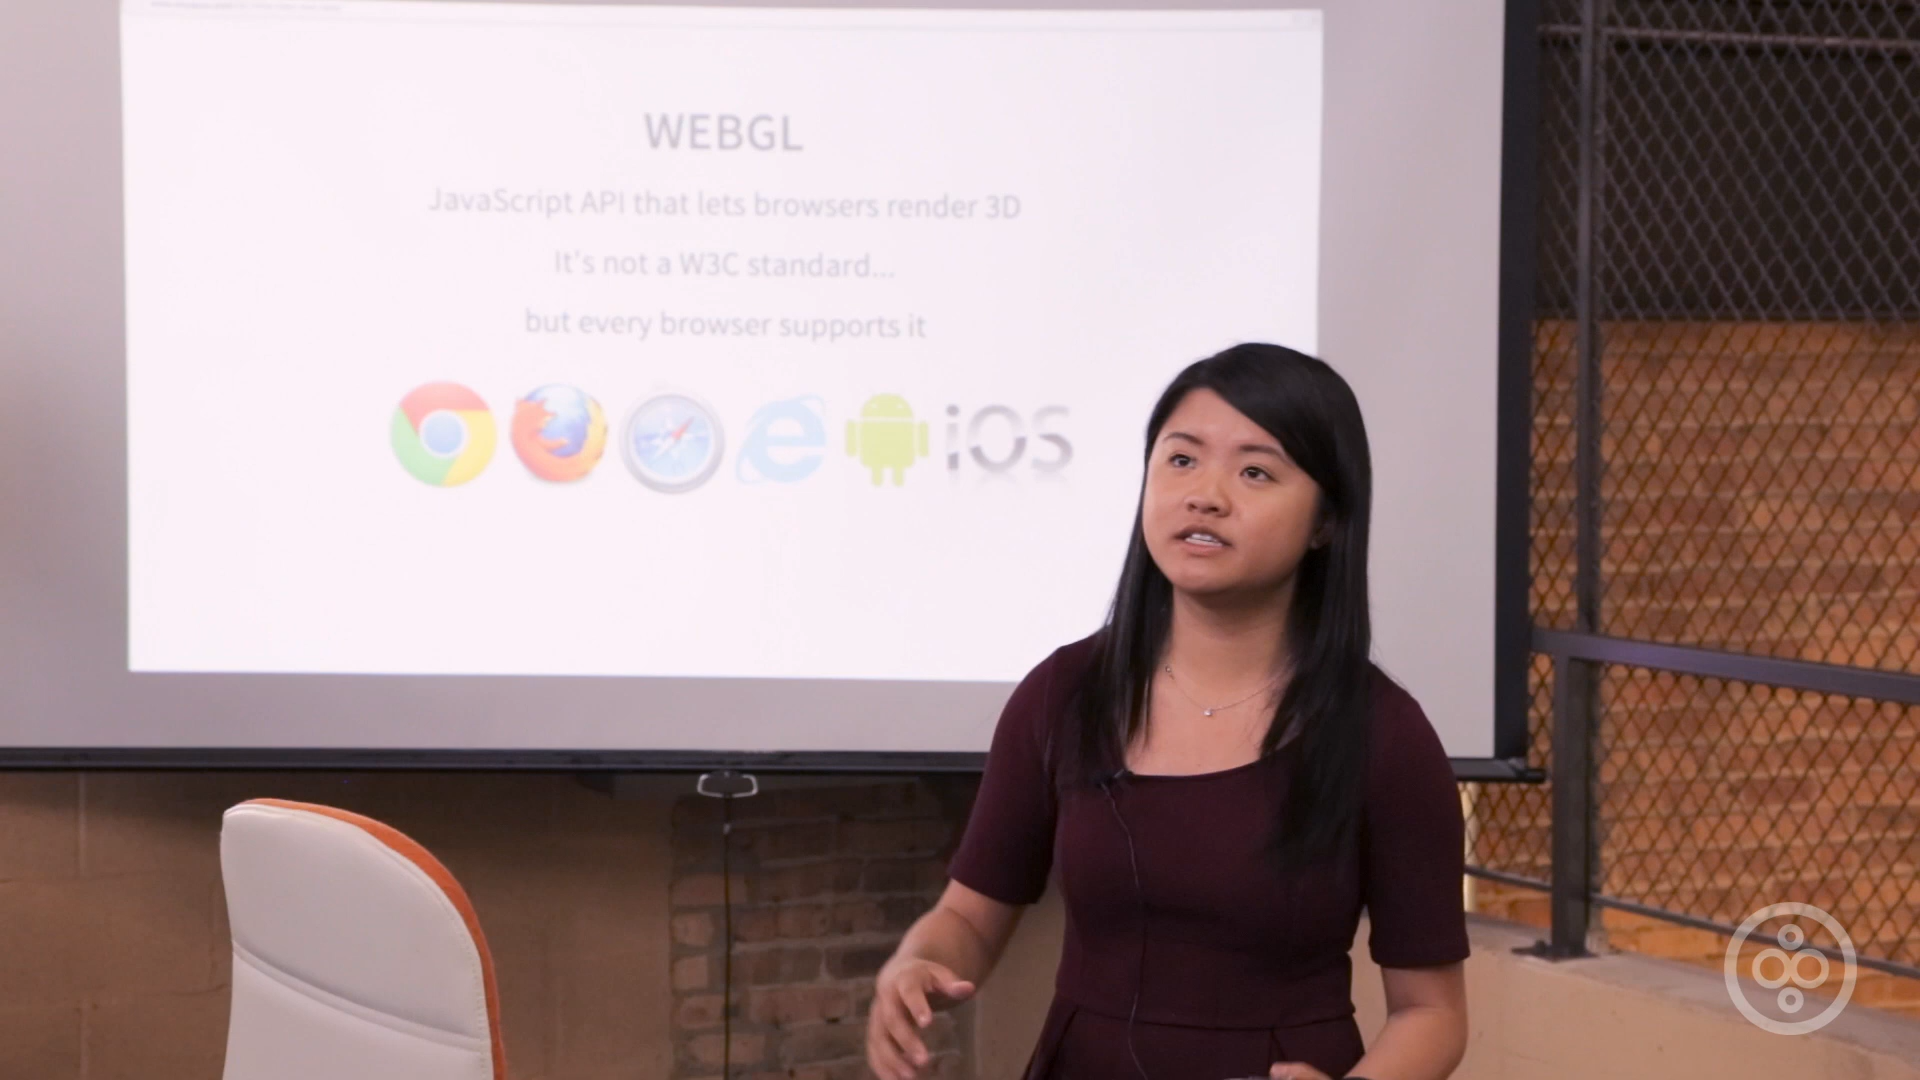 WEBGL
JavaScript API that lets browsers render 3D
It's not a W3C standard...
but every browser supports it
iOS